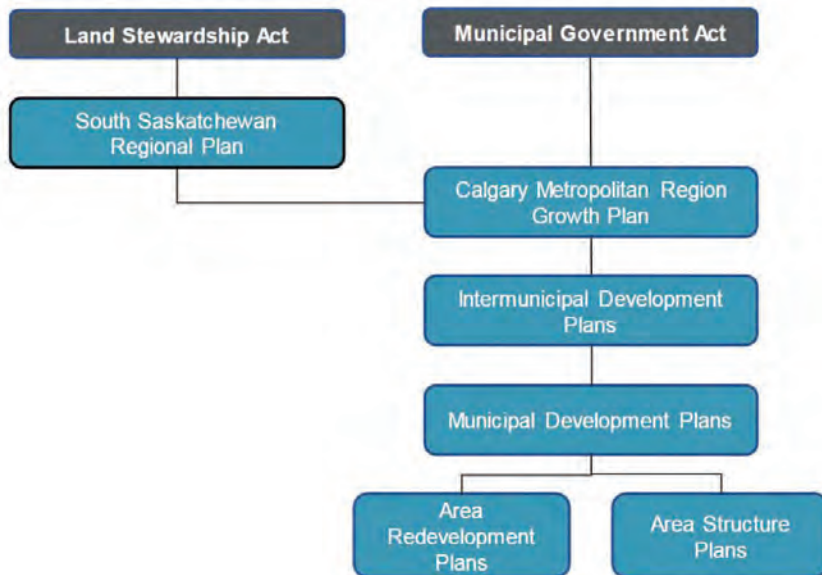 Land Stewardship Act
Municipal Government Act
South Saskatchewan
Regional Plan
Calgary Metropolitan Region
Growth Plan
Intermunicipal Development
Plans
Municipal Development Plans
Area
Redevelopment
Plans
Area Structure
Plans